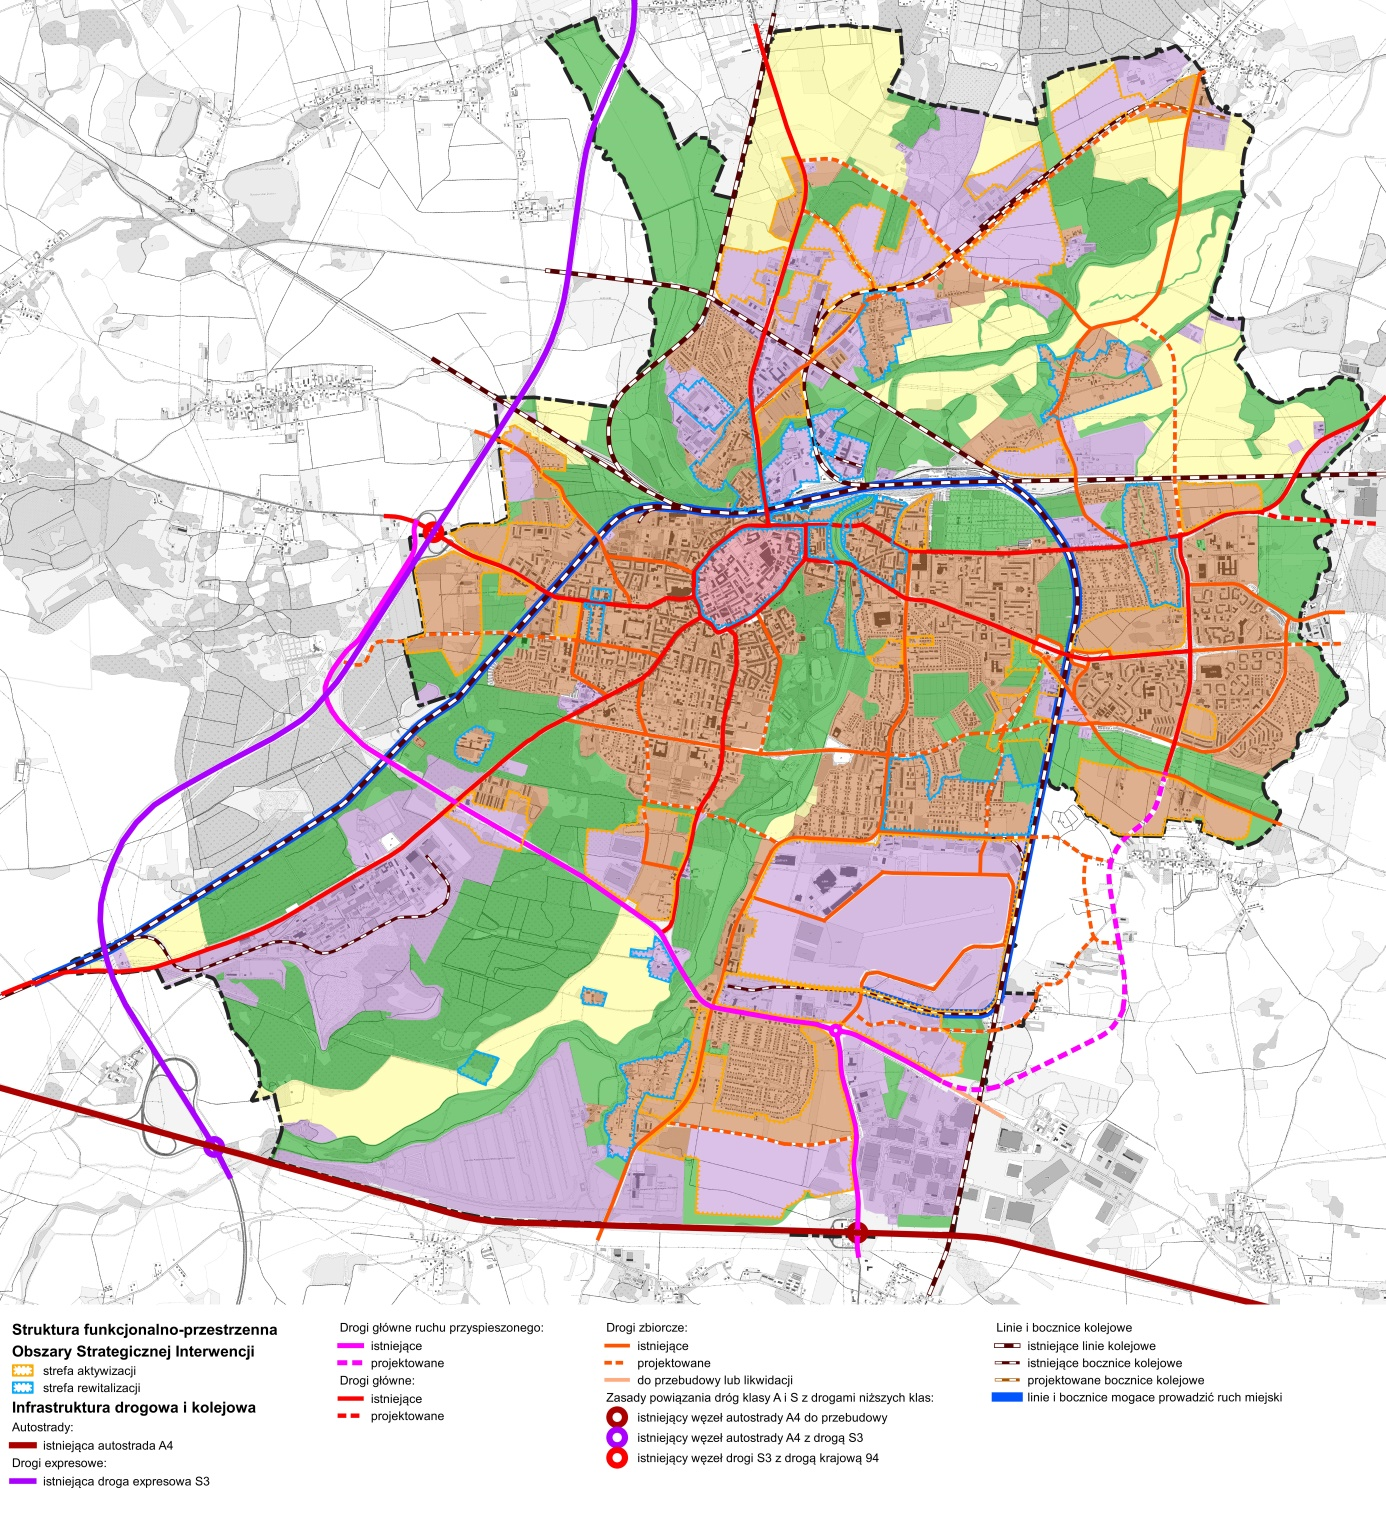 Struktura funkcjonalno-przestrzenna
Obszary Strategicznej Interwencji
strefa aktywizacji
strefa rewitalizacji
Infrastruktura drogowa i kolejowa
Autostrady:
istniejąca autostrada A4
Drogi expresowe:
istniejąca droga expresowa S3
Drogi główne ruchu przyspieszonego:
istniejące
projektowane
Drogi główne:
istniejące
projektowane
Drogi zbiorcze:
istniejące
projektowane
do przebudowy lub likwidacji
Zasady powiązania dróg klasy A i S z drogami niższych klas:
istniejący węzeł autostrady A4 do przebudowy
istniejący węzeł autostrady A4 z drogą S3
istniejący węzeł drogi S3 z drogą krajową 94
Linie i bocznice kolejowe
istniejące linie kolejowe
istniejące bocznice kolejowe
projektowane bocznice kolejowe
linie i bocznice mogace prowadzić ruch miejski